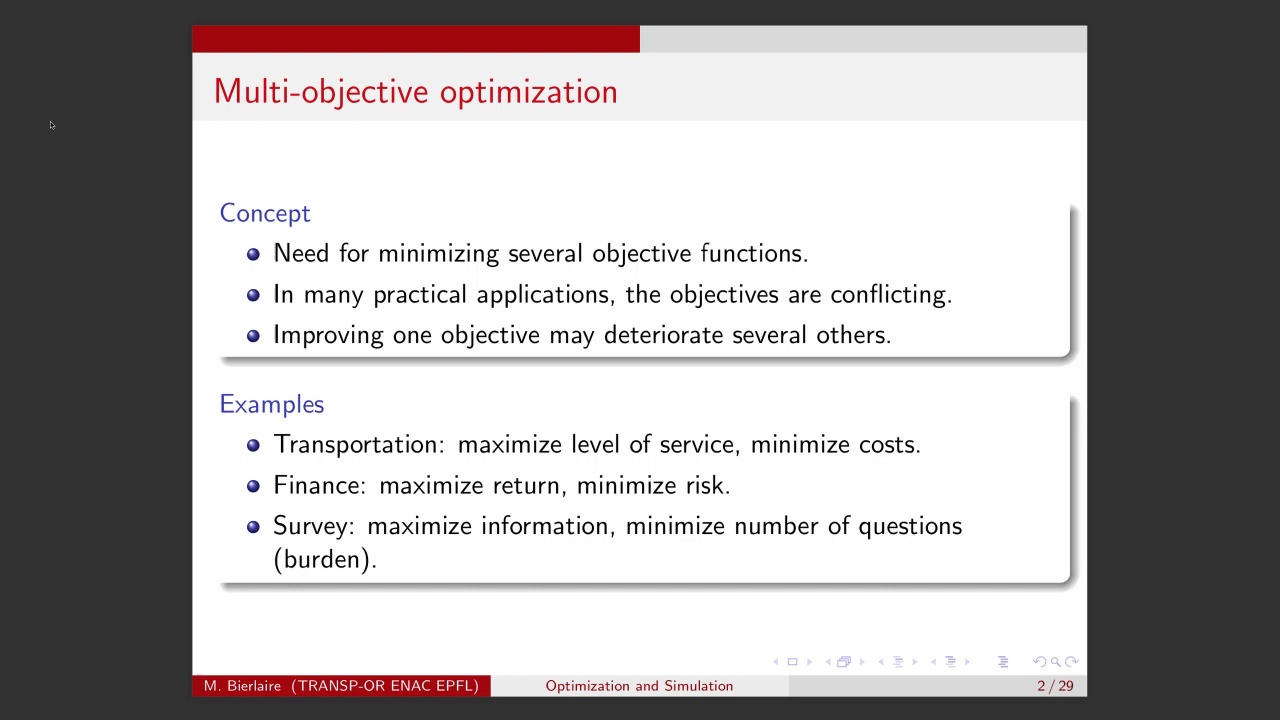 Multi-objective optimization
Concept
Need for minimizing several objective functions.
In many practical applications, the objectives are conflicting.
Improving one objective may deteriorate several others.
Examples
Transportation: maximize level of service, minimize costs.
Finance: maximize return, minimize risk.
Survey: maximize information, minimize number of questions
(burden).
M. Bierlaire (TRANSP-OR ENAC EPFL) Optimization and Simulation 2 / 29